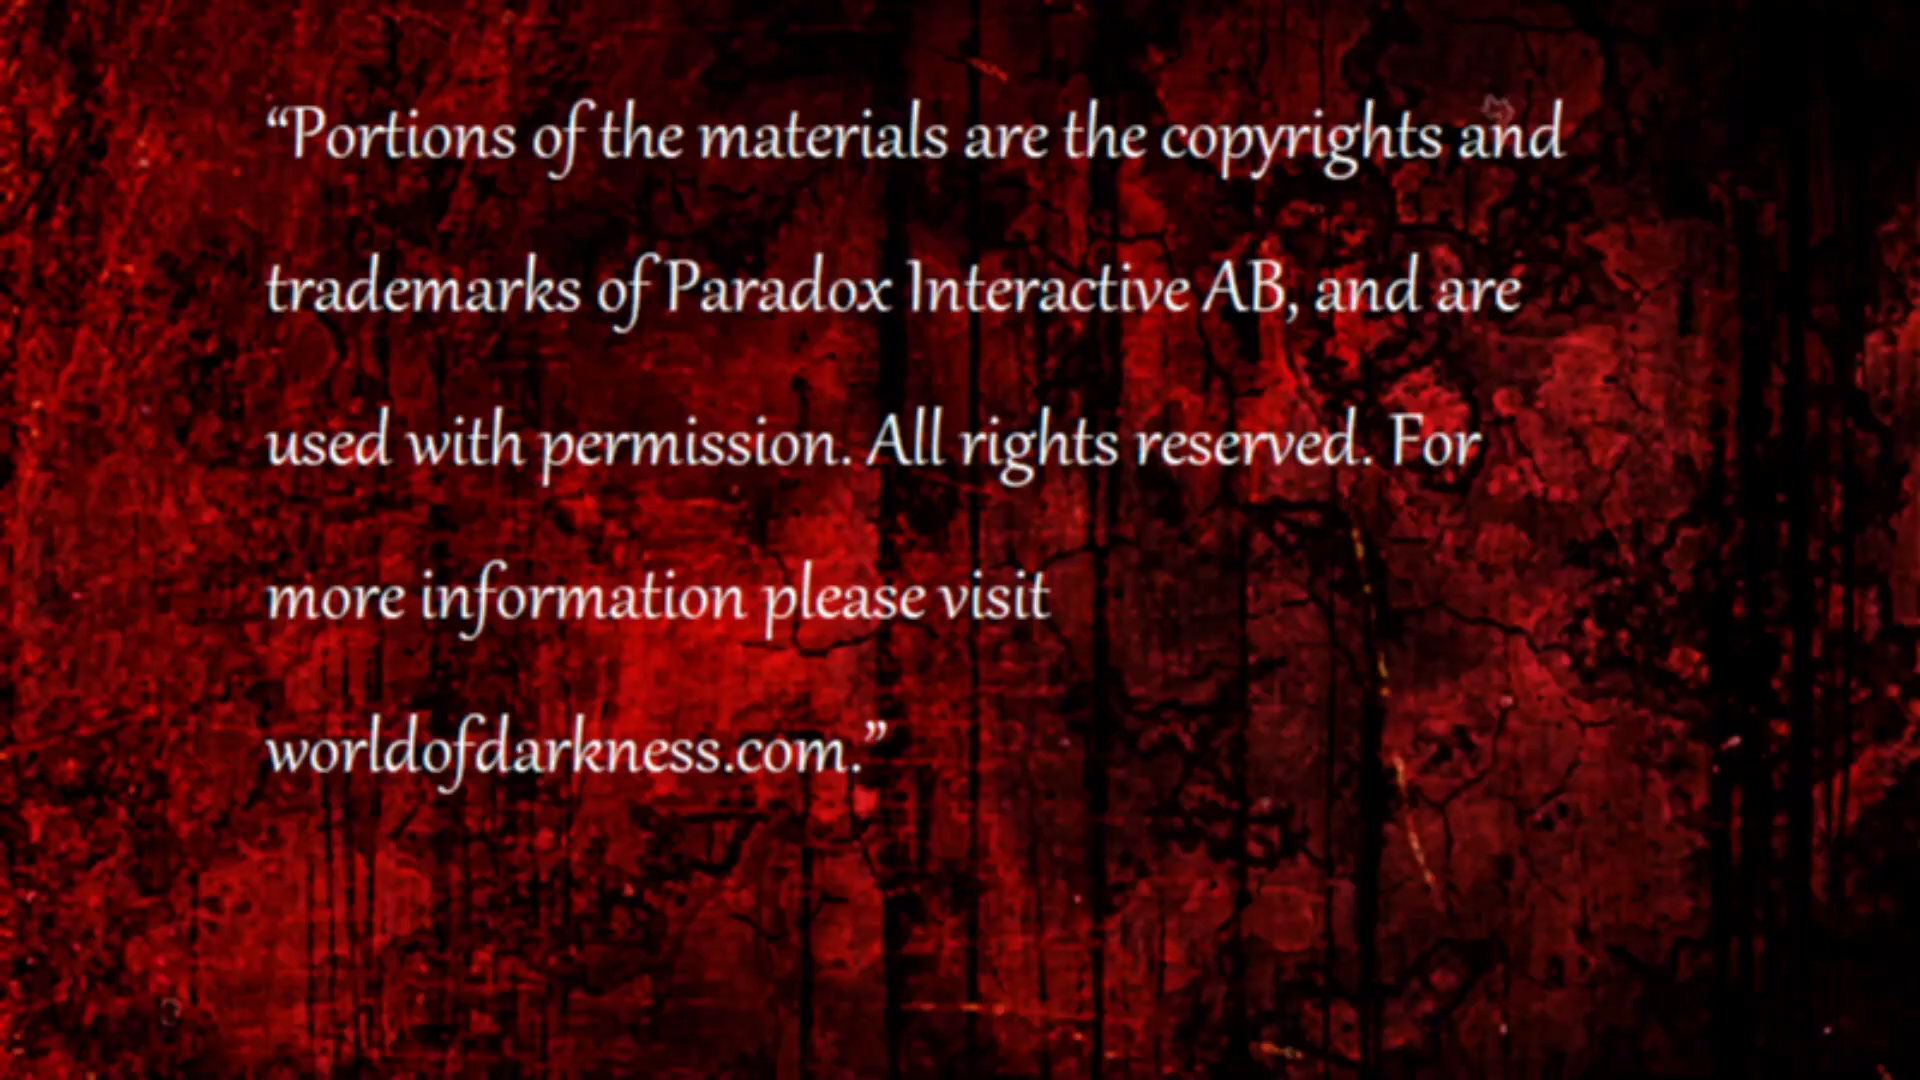 “Portions of the materials are the copyrights and
trademarks of Paradox Interactive AB, and are
used with permission. All rights reserved. For
more information please visit
worldofdarkness.com.”